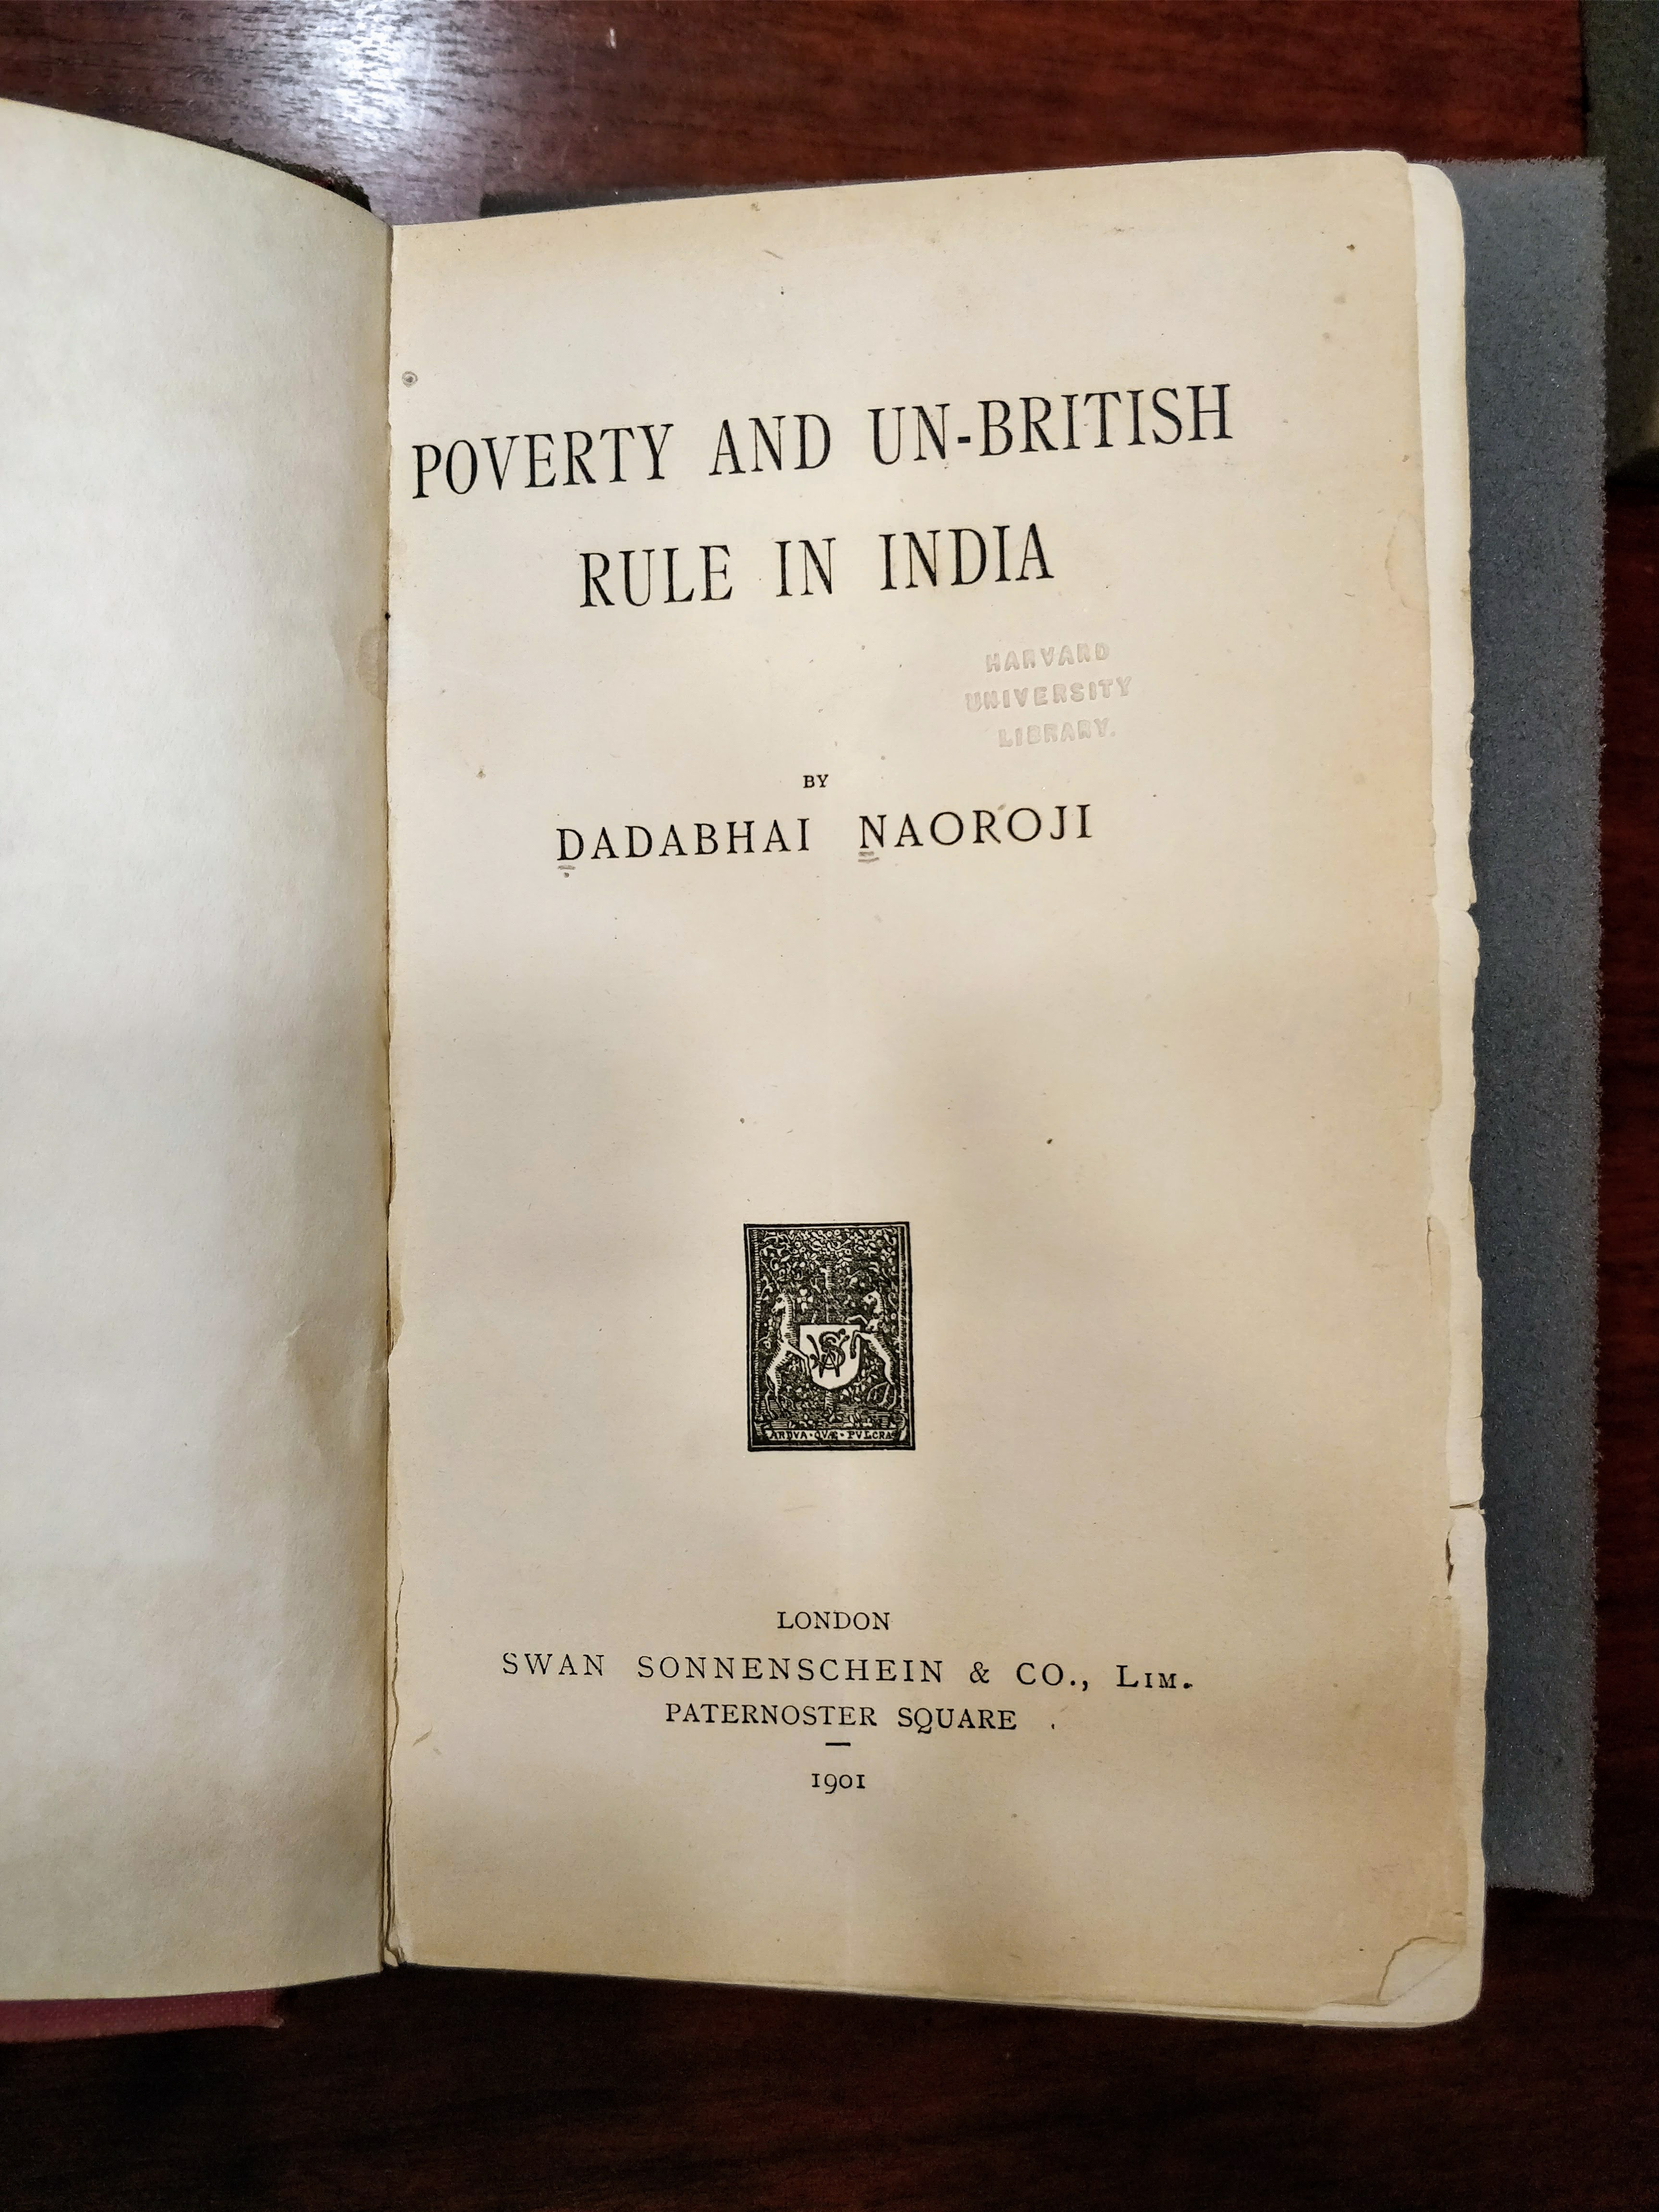 POVERTY AND UN-BRITISH
RULE IN INDIA
HARVARD
UNIVERSITY
LIBRARY.
BY
DADABHAI NAOROJI
ARDVA·QVÆ·PVLCRA
LONDON
SWAN SONNENSCHEIN & CO., LIM.
PATERNOSTER SQUARE
1901